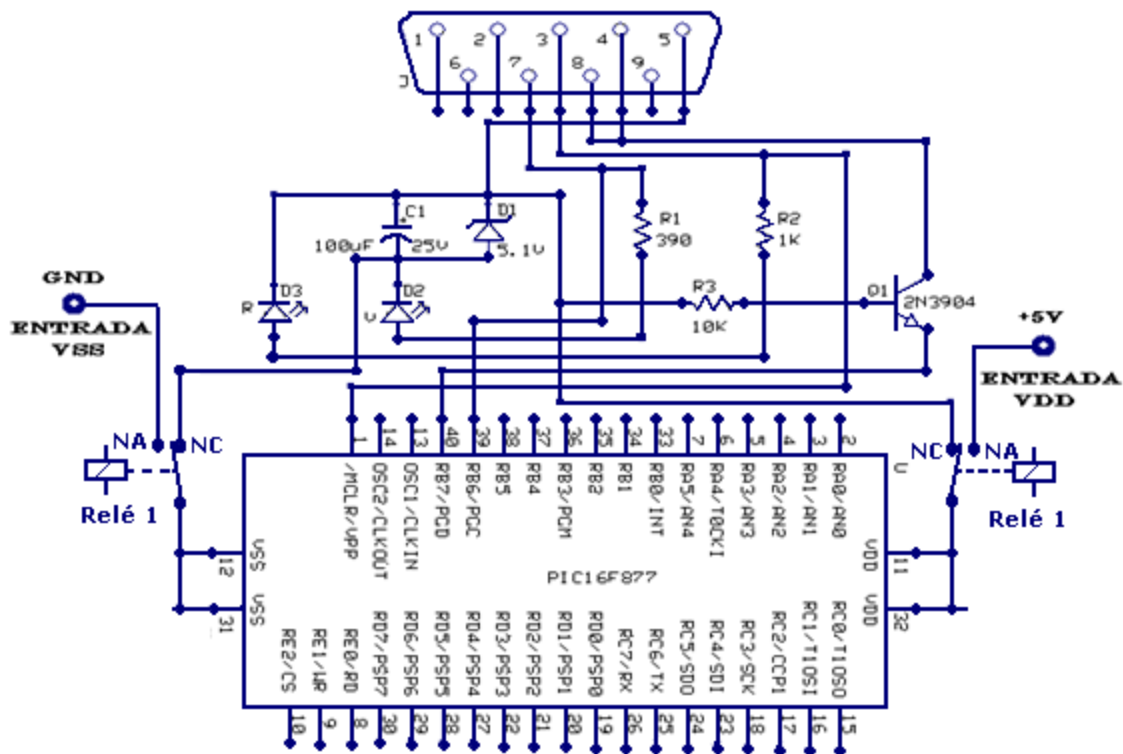 1 2 3 4 5
6 7 8 9
J
C1
100uF 25V
D1
5.1V
R1
390
R2
1K
GND
ENTRADA
VSS
D3
R
D2
V
R3
10K
Q1
2N3904
+5V
ENTRADA
VDD
NA NC
NC NA
Relé 1
Relé 1
1 14 13 40 39 38 37 36 35 34 33 7 6 5 4 3 2
/MCLR/VPP
OSC2/CLKOUT
OSC1/CLKIN
RB7/PGD
RB6/PGC
RB5
RB4
RB3/PGM
RB2
RB1
RB0/INT
RA5/AN4
RA4/T0CKI
RA3/AN3
RA2/AN2
RA1/AN1
RA0/AN0
U
12 VSS
31 VSS
PIC16F877
VDD 11
VDD 32
RE2/CS
RE1/WR
RE0/RD
RD7/PSP7
RD6/PSP6
RD5/PSP5
RD4/PSP4
RD3/PSP3
RD2/PSP2
RD1/PSP1
RD0/PSP0
RC7/RX
RC6/TX
RC5/SDO
RC4/SDI
RC3/SCK
RC2/CCP1
RC1/T1OSI
RC0/T1OSO
10 9 8 30 29 28 27 22 21 20 19 26 25 24 23 18 17 16 15